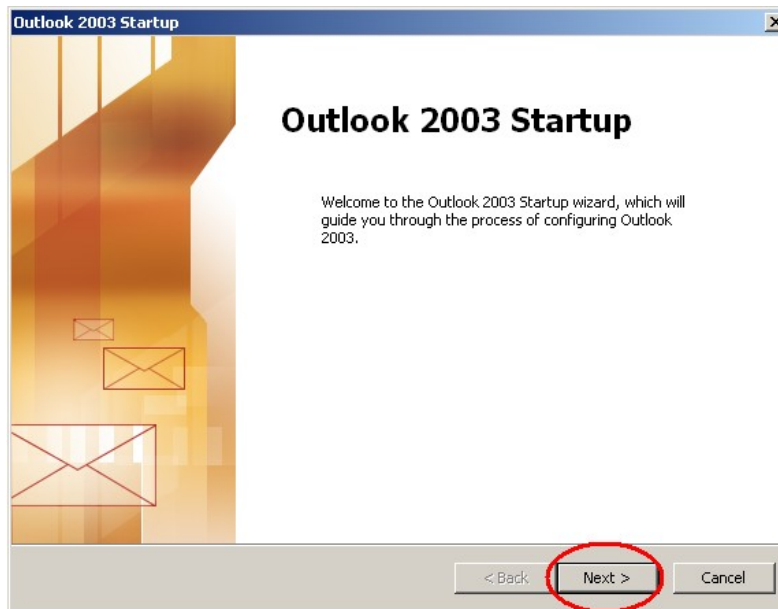 Outlook 2003 Startup
Outlook 2003 Startup
Welcome to the Outlook 2003 Startup wizard, which will
guide you through the process of configuring Outlook
2003.
< Back Next > Cancel